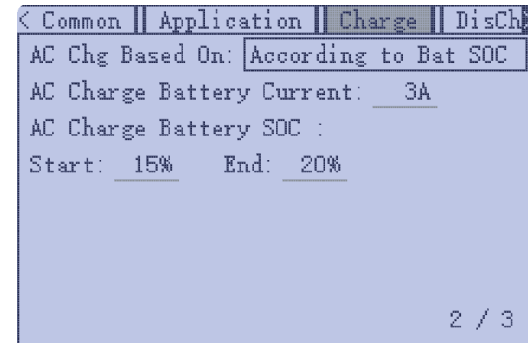 < Common || Application || Charge || DisCh
AC Chg Based On: According to Bat SOC
AC Charge Battery Current: 3A
AC Charge Battery SOC :
Start: 15% End: 20%
2 / 3